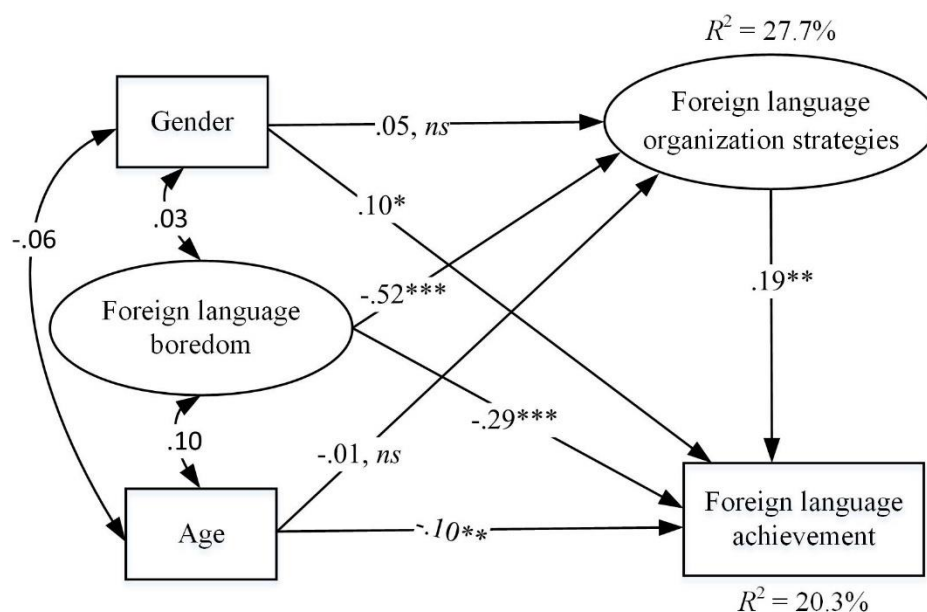 R² = 27.7%
Gender
Foreign language
organization strategies
.05, ns
.10*
.03
-.06
Foreign language
boredom
-.52***
.19**
.10
-.29***
-.01, ns
Age
-.10**
Foreign language
achievement
R² = 20.3%